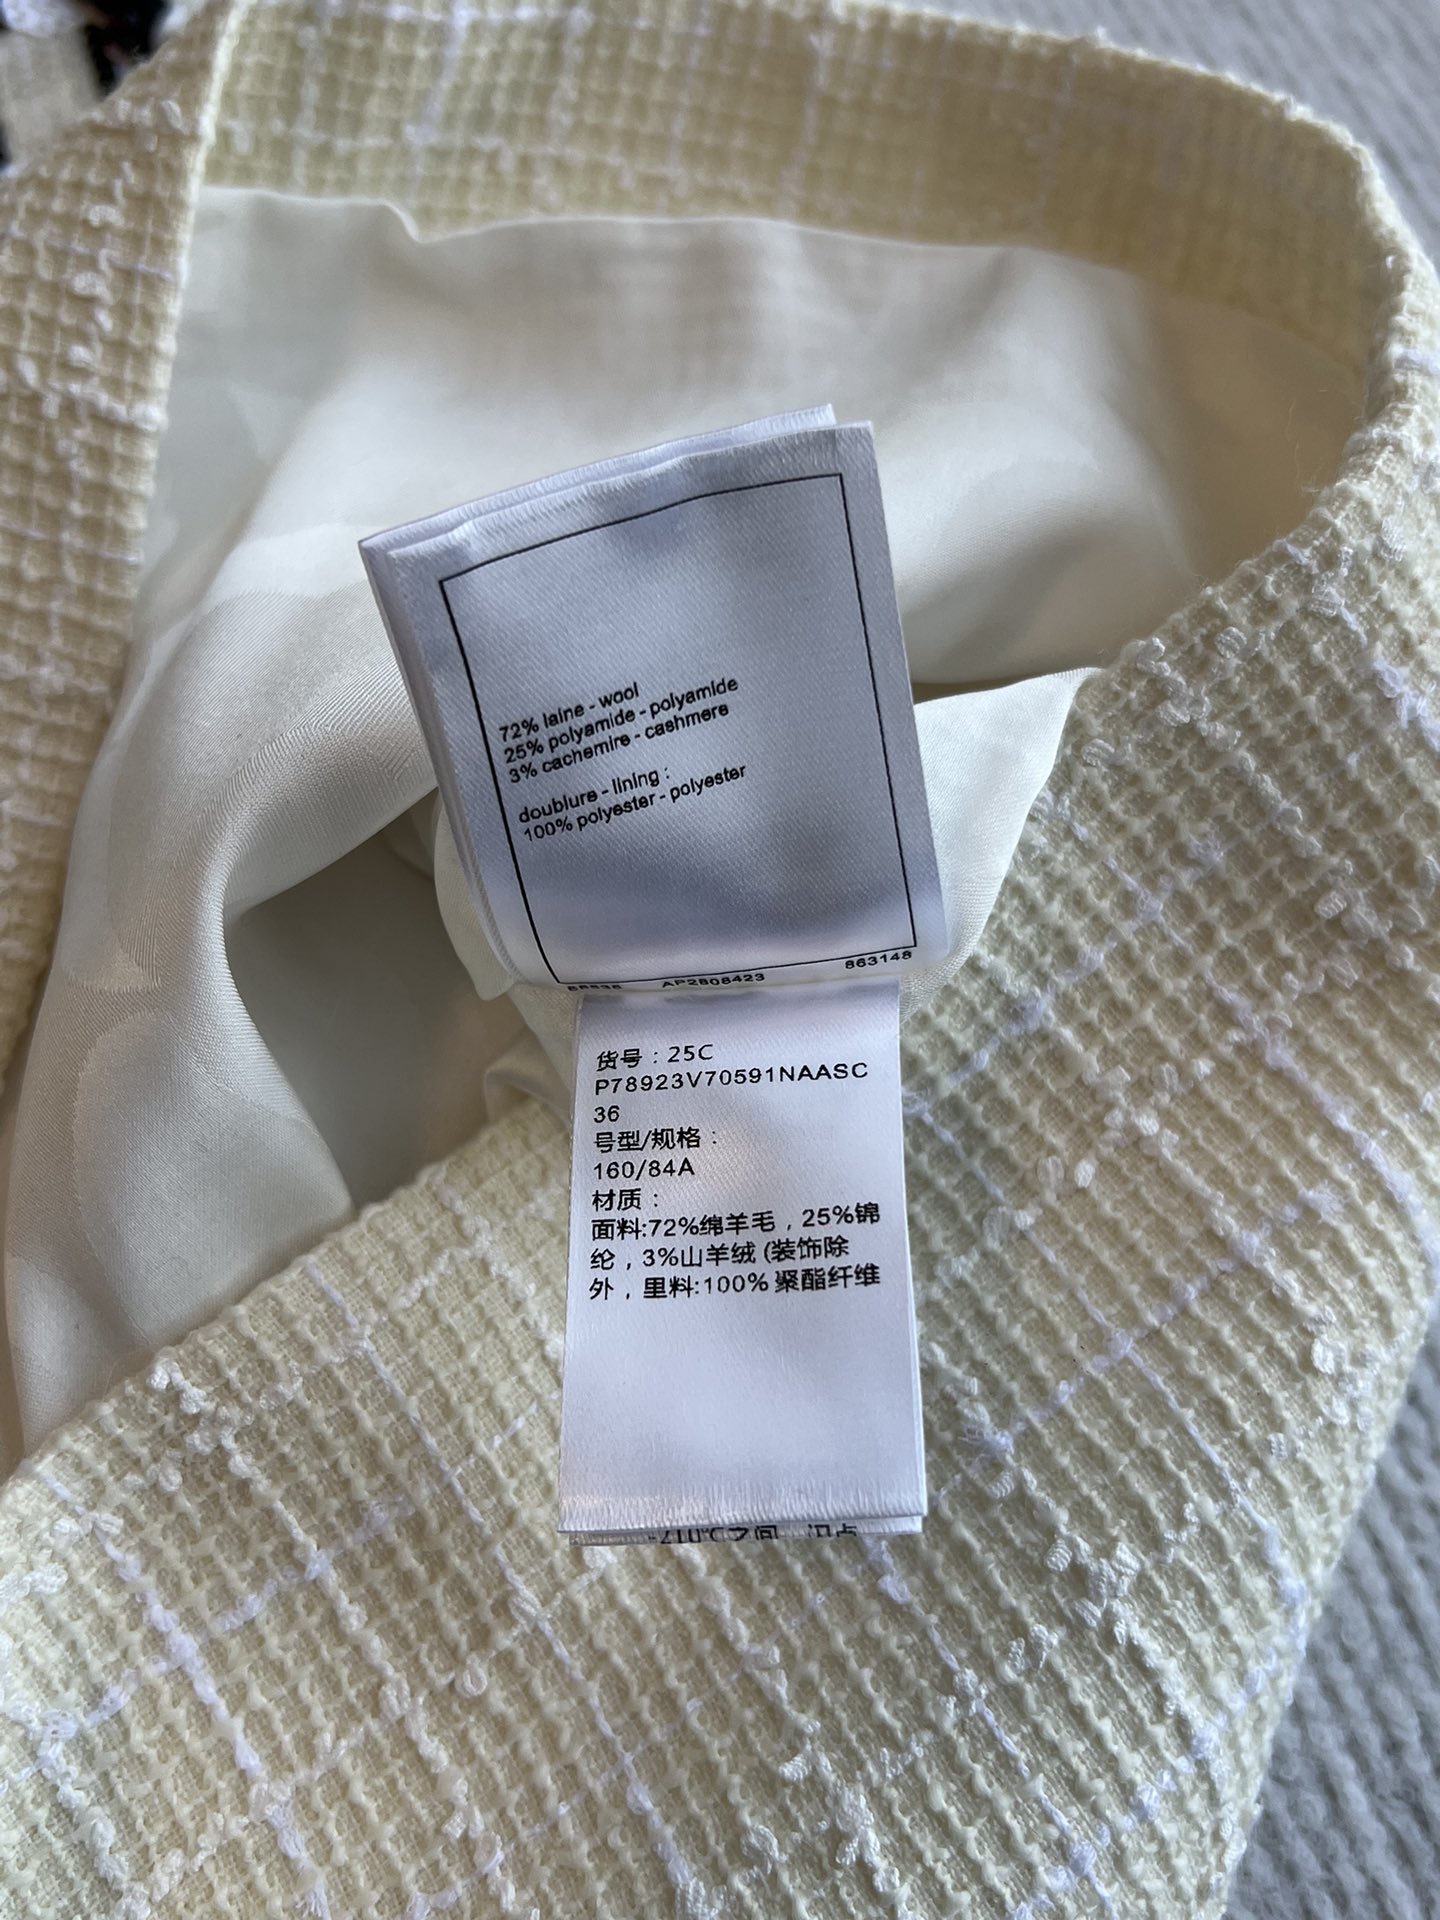 72% laine - wool
25% polyamide - polyamide
3% cachemire - cashmere
doublure - lining :
100% polyester - polyester
AP2808423 863148
货号：25C
P78923V70591NAASC
36
号型/规格：
160/84A
材质：
面料:72%绵羊毛，25%锦
纶，3%山羊绒 (装饰除
外，里料:100% 聚酯纤维